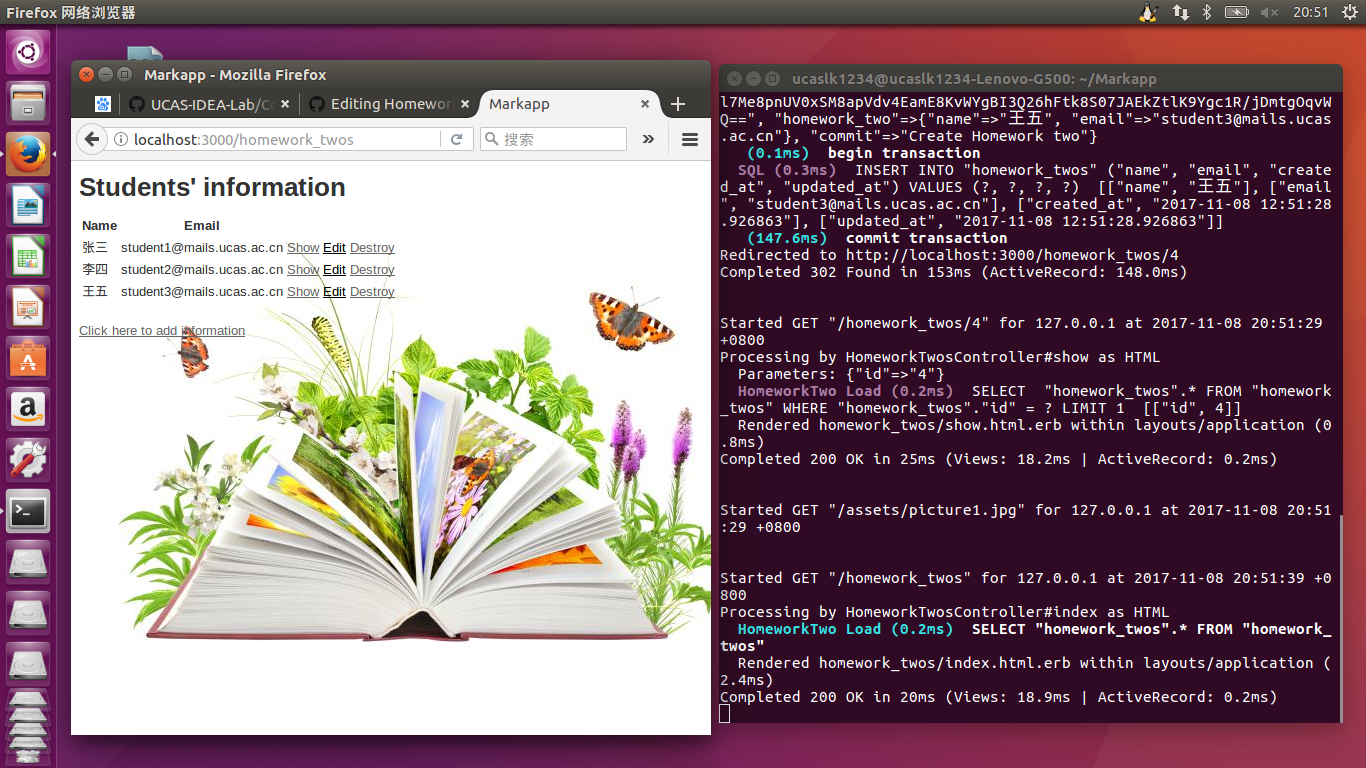 Firefox 网络浏览器
20:51
Markapp - Mozilla Firefox
UCAS-IDEA-Lab/Co
Editing Homewor
Markapp
localhost:3000/homework_twos
搜索
Students' information
Name Email
张三 student1@mails.ucas.ac.cn Show Edit Destroy
李四 student2@mails.ucas.ac.cn Show Edit Destroy
王五 student3@mails.ucas.ac.cn Show Edit Destroy
Click here to add information
ucaslk1234@ucaslk1234-Lenovo-G500: ~/Markapp
l7Me8pnUV0xSM8apVdv4EamE8KvWYgBI3Q26hFtk8S07JAEkZtlK9Ygc1R/jDmtgOqvW
Q==", "homework_two"=>{"name"=>"王五", "email"=>"student3@mails.ucas
.ac.cn"}, "commit"=>"Create Homework two"}
(0.1ms) begin transaction
SQL (0.3ms) INSERT INTO "homework_twos" ("name", "email", "create
d_at", "updated_at") VALUES (?, ?, ?, ?) [["name", "王五"], ["email
", "student3@mails.ucas.ac.cn"], ["created_at", "2017-11-08 12:51:28
.926863"], ["updated_at", "2017-11-08 12:51:28.926863"]]
(147.6ms) commit transaction
Redirected to http://localhost:3000/homework_twos/4
Completed 302 Found in 153ms (ActiveRecord: 148.0ms)
Started GET "/homework_twos/4" for 127.0.0.1 at 2017-11-08 20:51:29
+0800
Processing by HomeworkTwosController#show as HTML
Parameters: {"id"=>"4"}
HomeworkTwo Load (0.2ms) SELECT "homework_twos".* FROM "homework
_twos" WHERE "homework_twos"."id" = ? LIMIT 1 [["id", 4]]
Rendered homework_twos/show.html.erb within layouts/application (0
.8ms)
Completed 200 OK in 25ms (Views: 18.2ms | ActiveRecord: 0.2ms)
Started GET "/assets/picture1.jpg" for 127.0.0.1 at 2017-11-08 20:51
:29 +0800
Started GET "/homework_twos" for 127.0.0.1 at 2017-11-08 20:51:39 +0
800
Processing by HomeworkTwosController#index as HTML
HomeworkTwo Load (0.2ms) SELECT "homework_twos".* FROM "homework_
twos"
Rendered homework_twos/index.html.erb within layouts/application (
2.4ms)
Completed 200 OK in 20ms (Views: 18.9ms | ActiveRecord: 0.2ms)